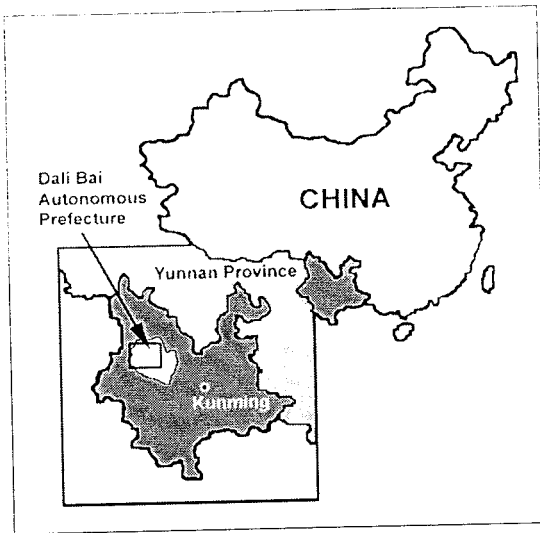 Dali Bai
Autonomous
Prefecture
CHINA
Yunnan Province
Kunming